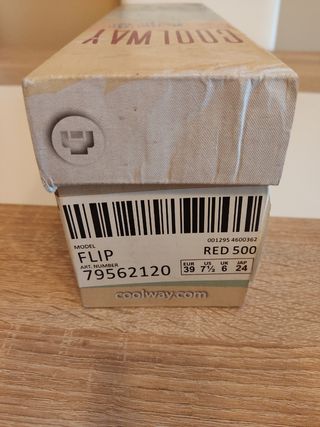 COOLWAY
MODEL
001295 4600362
FLIP
RED 500
ART. NUMBER
79562120
EUR US UK JAP
39 7½ 6 24
coolway.com